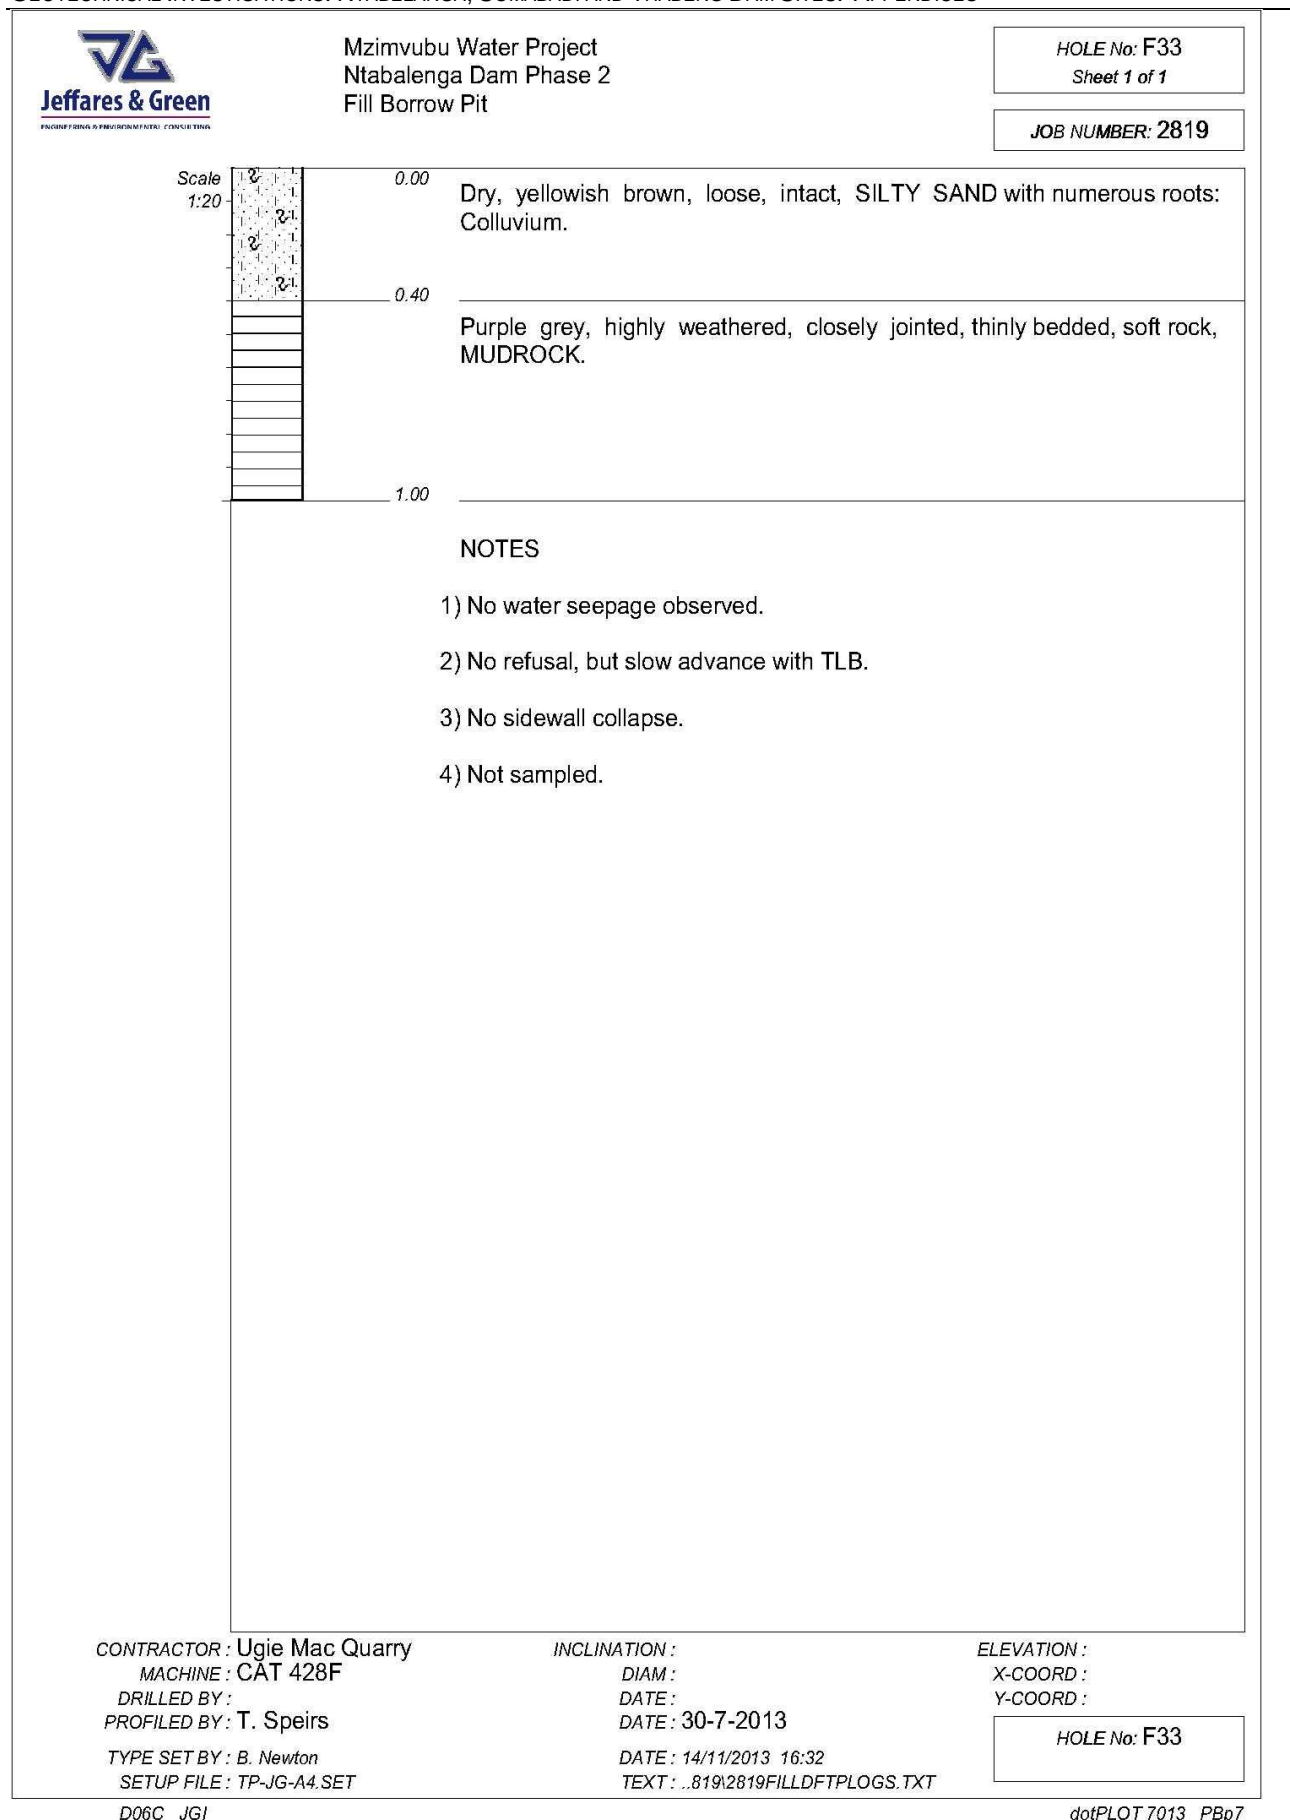 Mzimvubu Water Project
Ntabalenga Dam Phase 2
Fill Borrow Pit
Jeffares & Green
ENGINEERING & ENVIRONMENTAL CONSULTING
HOLE No: F33
Sheet 1 of 1
JOB NUMBER: 2819
Scale
1:20
0.00
Dry, yellowish brown, loose, intact, SILTY SAND with numerous roots:
Colluvium.
0.40
Purple grey, highly weathered, closely jointed, thinly bedded, soft rock,
MUDROCK.
1.00
NOTES
1) No water seepage observed.
2) No refusal, but slow advance with TLB.
3) No sidewall collapse.
4) Not sampled.
CONTRACTOR : Ugie Mac Quarry
MACHINE : CAT 428F
DRILLED BY :
PROFILED BY : T. Speirs
TYPE SET BY : B. Newton
SETUP FILE : TP-JG-A4.SET
INCLINATION :
DIAM :
DATE :
DATE : 30-7-2013
DATE : 14/11/2013 16:32
TEXT : ..819\2819FILLDFTPLOGS.TXT
ELEVATION :
X-COORD :
Y-COORD :
HOLE No: F33
D06C JGI
dotPLOT 7013 PBp7